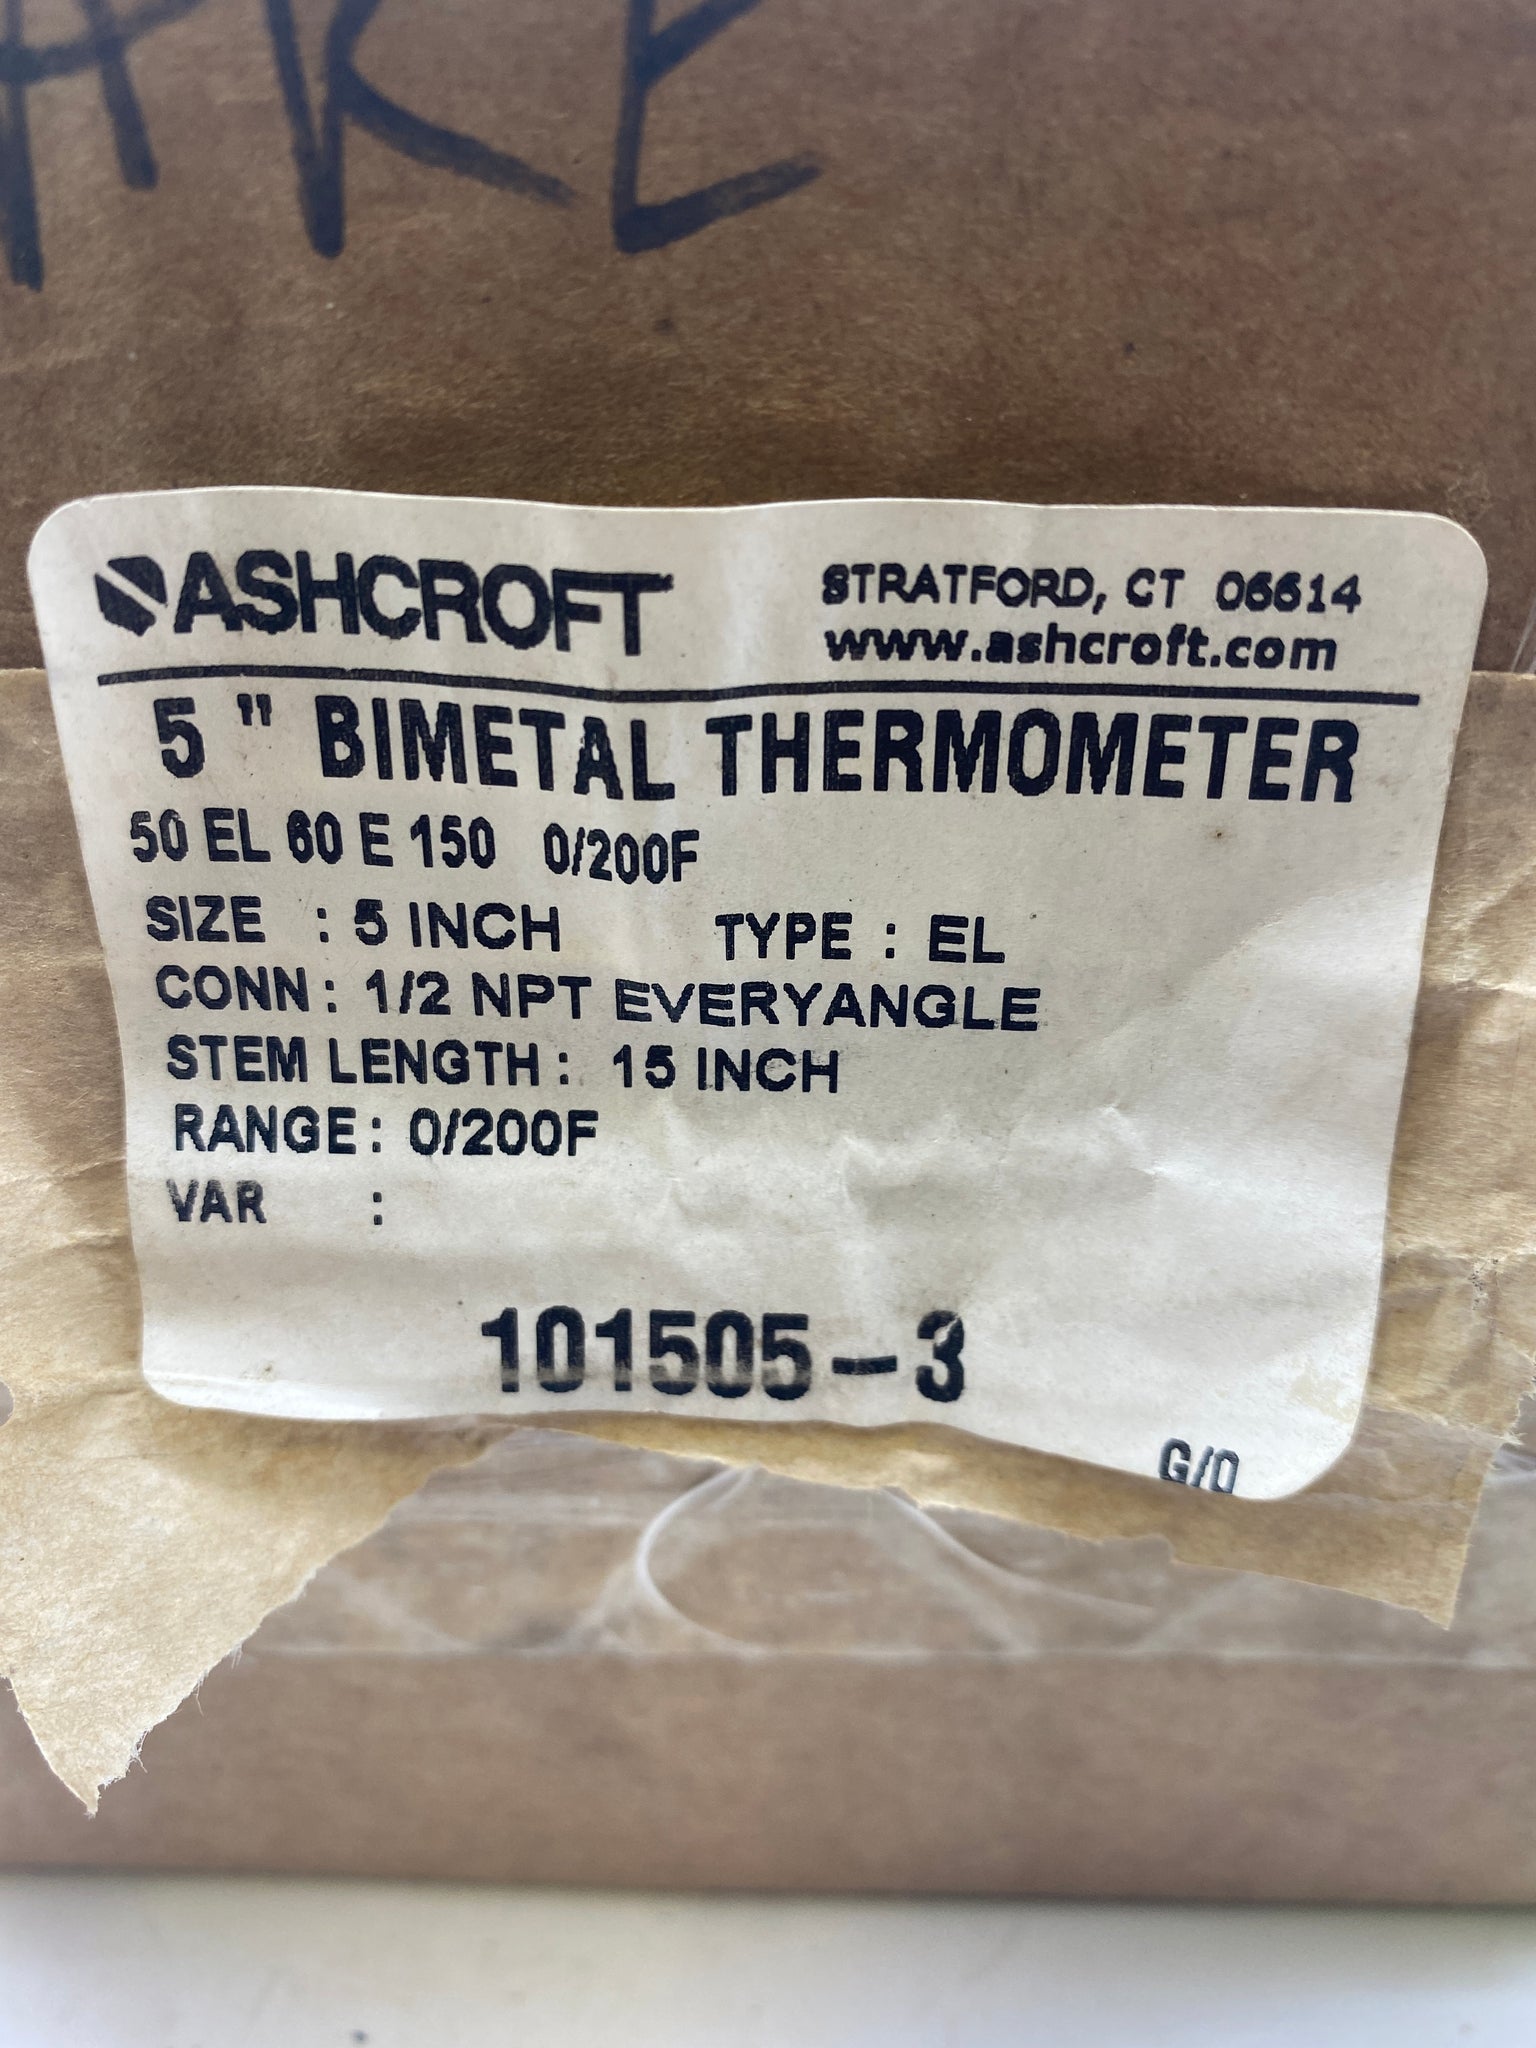 ASHCROFT
STRATFORD, CT 06614
www.ashcroft.com
5 " BIMETAL THERMOMETER
50 EL 60 E 150 0/200F
SIZE : 5 INCH TYPE : EL
CONN : 1/2 NPT EVERYANGLE
STEM LENGTH : 15 INCH
RANGE : 0/200F
VAR :
101505-3